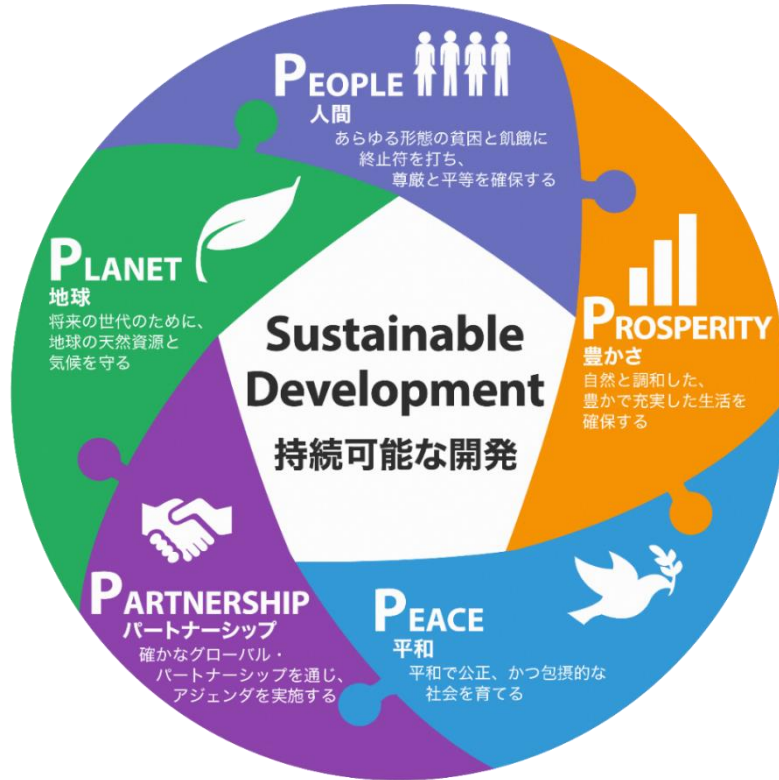 PEOPLE
人間
あらゆる形態の貧困と飢餓に
終止符を打ち、
尊厳と平等を確保する
PROSPERITY
豊かさ
自然と調和した、
豊かで充実した生活を
確保する
PEACE
平和
平和で公正、かつ包摂的な
社会を育てる
PARTNERSHIP
パートナーシップ
確かなグローバル・
パートナーシップを通じ、
アジェンダを実施する
PLANET
地球
将来の世代のために、
地球の天然資源と
気候を守る
Sustainable
Development
持続可能な開発